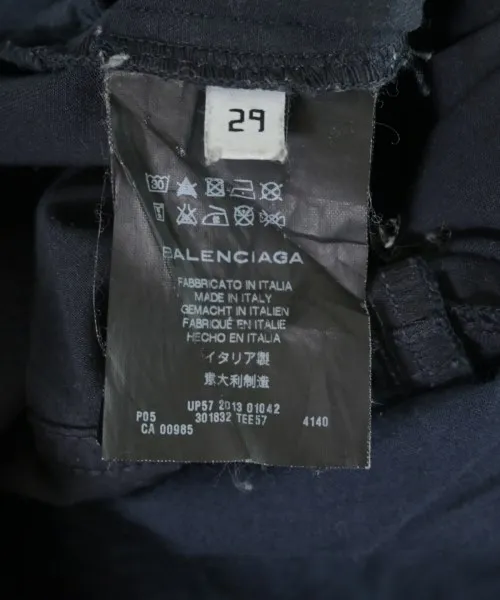 29
30
BALENCIAGA
FABBRICATO IN ITALIA
MADE IN ITALY
GEMACHT IN ITALIEN
FABRIQUÉ EN ITALIE
HECHO EN ITALIA
イタリア製
意大利制造
UP57 2013 01042
P05 301832 TEE57 4140
CA 00985